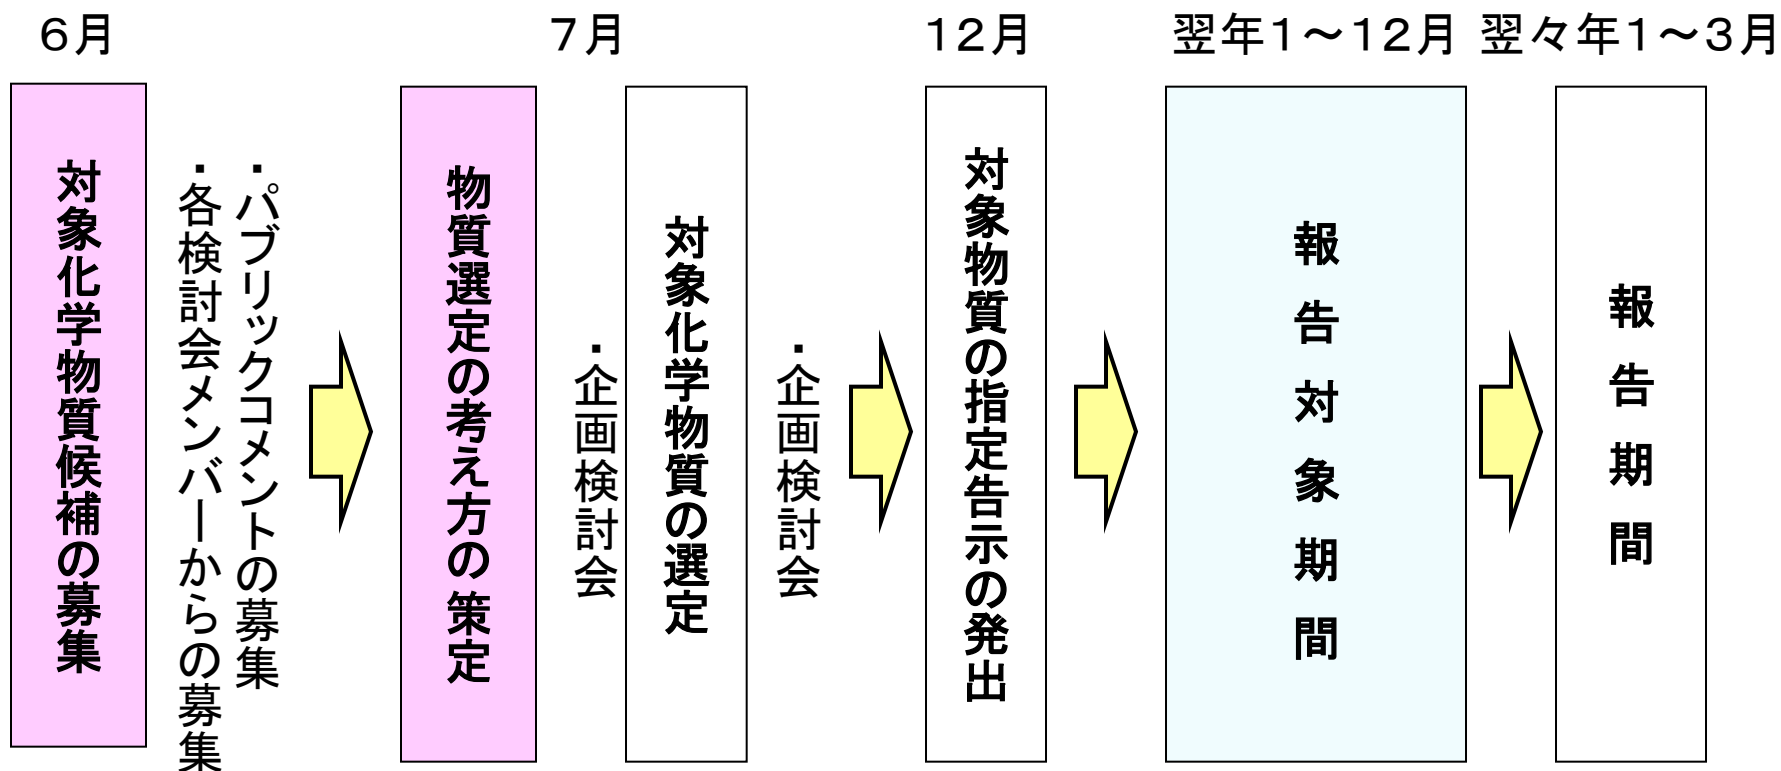 ６月
７月
１２月
翌年１～１２月
翌々年１～３月
対象化学物質候補の募集
・パブリックコメントの募集
・各検討会メンバーからの募集
物質選定の考え方の策定
・企画検討会
対象化学物質の選定
・企画検討会
対象物質の指定告示の発出
報告対象期間
報告期間